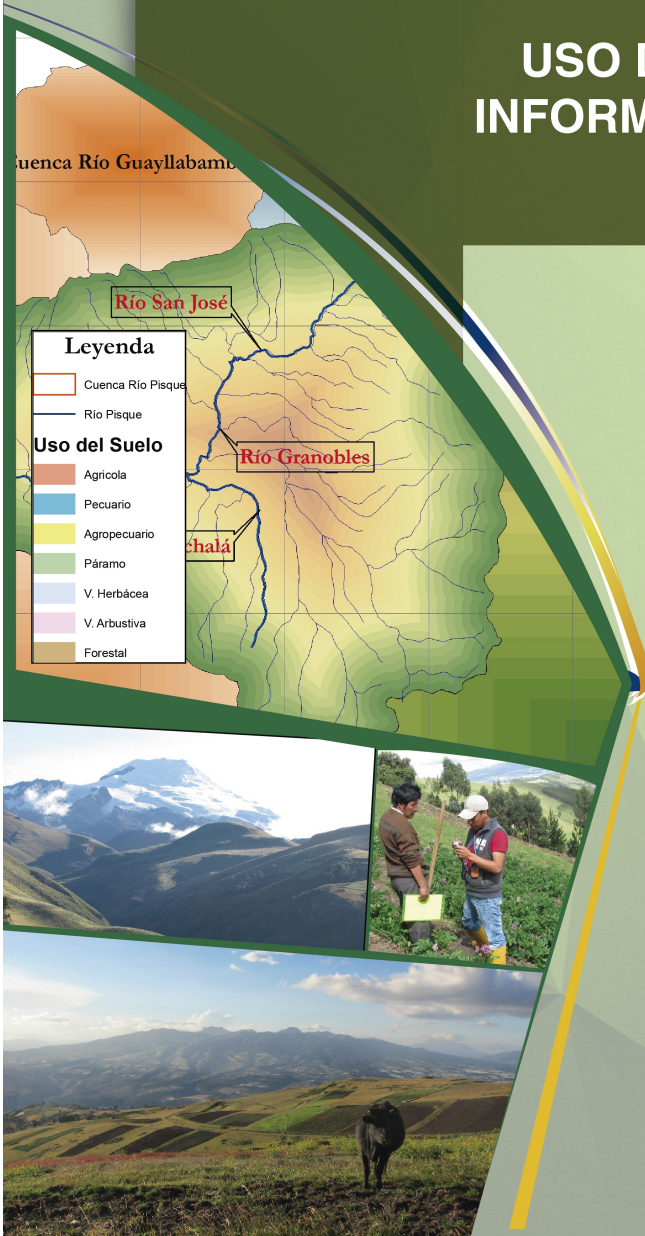 USO
INFORM
Cuenca Río Guayllabamb
Río San José
Leyenda
Cuenca Río Pisque
Río Pisque
Uso del Suelo
Agricola
Pecuario
Agropecuario
Páramo
V. Herbácea
V. Arbustiva
Forestal
Río Granobles
chalá